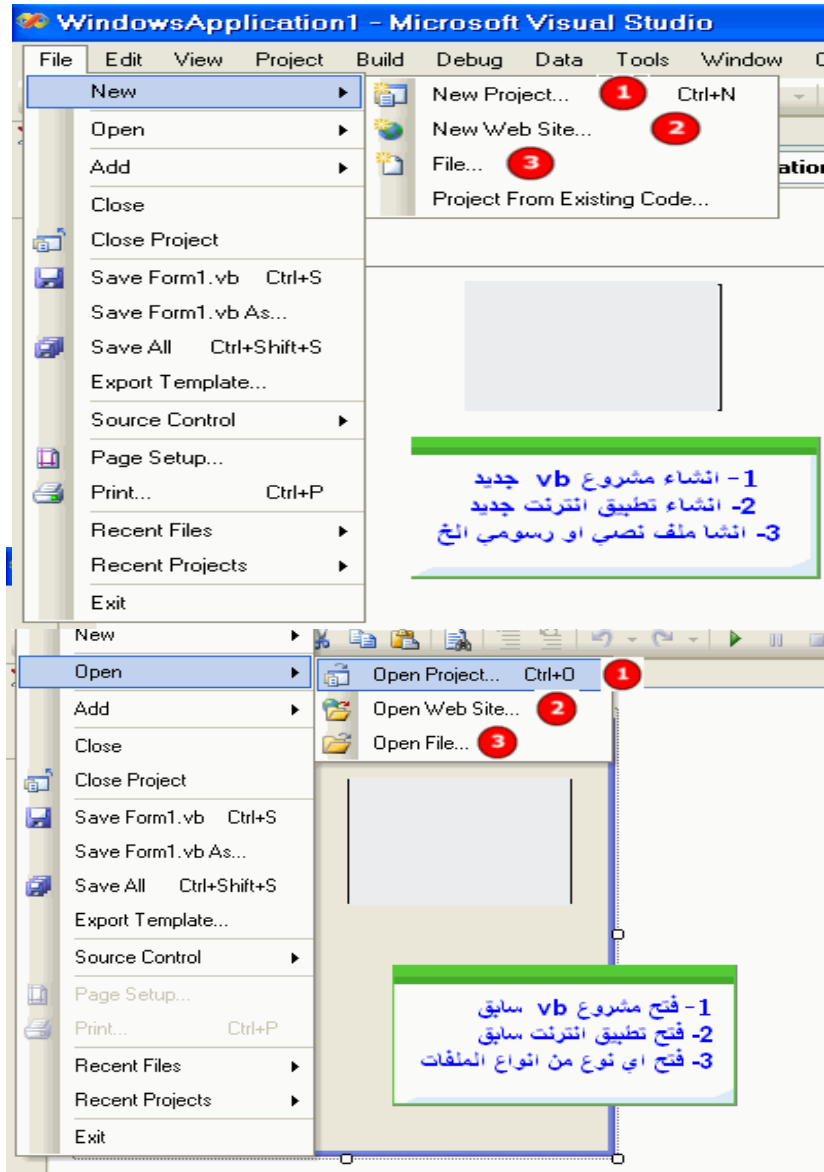 WindowsApplication1 - Microsoft Visual Studio
File Edit View Project Build Debug Data Tools Window
New
New Project... 1 Ctrl+N
Open
New Web Site... 2
Add
File... 3
Close
Project From Existing Code...
Close Project
Save Form1.vb Ctrl+S
Save Form1.vb As...
Save All Ctrl+Shift+S
Export Template...
Source Control
Page Setup...
Print... Ctrl+P
Recent Files
Recent Projects
Exit
1- انشاء مشروع vb جديد
2- انشاء تطبيق انترنت جديد
3- انشا ملف نصي او رسومي الخ
New
Open
Open Project... Ctrl+O 1
Add
Open Web Site... 2
Close
Open File... 3
Close Project
Save Form1.vb Ctrl+S
Save Form1.vb As...
Save All Ctrl+Shift+S
Export Template...
Source Control
Page Setup...
Print... Ctrl+P
Recent Files
Recent Projects
Exit
1- فتح مشروع vb سابق
2- فتح تطبيق انترنت سابق
3- فتح اي نوع من انواع الملفات